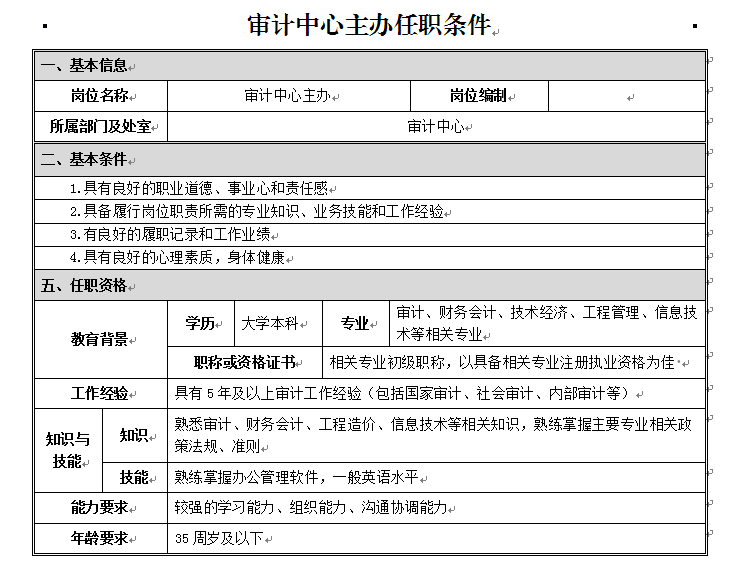 审计中心主办任职条件
一、基本信息
岗位名称 审计中心主办 岗位编制
所属部门及处室 审计中心
二、基本条件
1.具有良好的职业道德、事业心和责任感
2.具备履行岗位职责所需的专业知识、业务技能和工作经验
3.有良好的履职记录和工作业绩
4.具有良好的心理素质，身体健康
五、任职资格
教育背景 学历 大学本科 专业 审计、财务会计、技术经济、工程管理、信息技
术等相关专业
职称或资格证书 相关专业初级职称，以具备相关专业注册执业资格为佳
工作经验 具有5年及以上审计工作经验（包括国家审计、社会审计、内部审计等）
知识与
技能
知识 熟悉审计、财务会计、工程造价、信息技术等相关知识，熟练掌握主要专业相关政
策法规、准则
技能 熟练掌握办公管理软件，一般英语水平
能力要求 较强的学习能力、组织能力、沟通协调能力
年龄要求 35周岁及以下